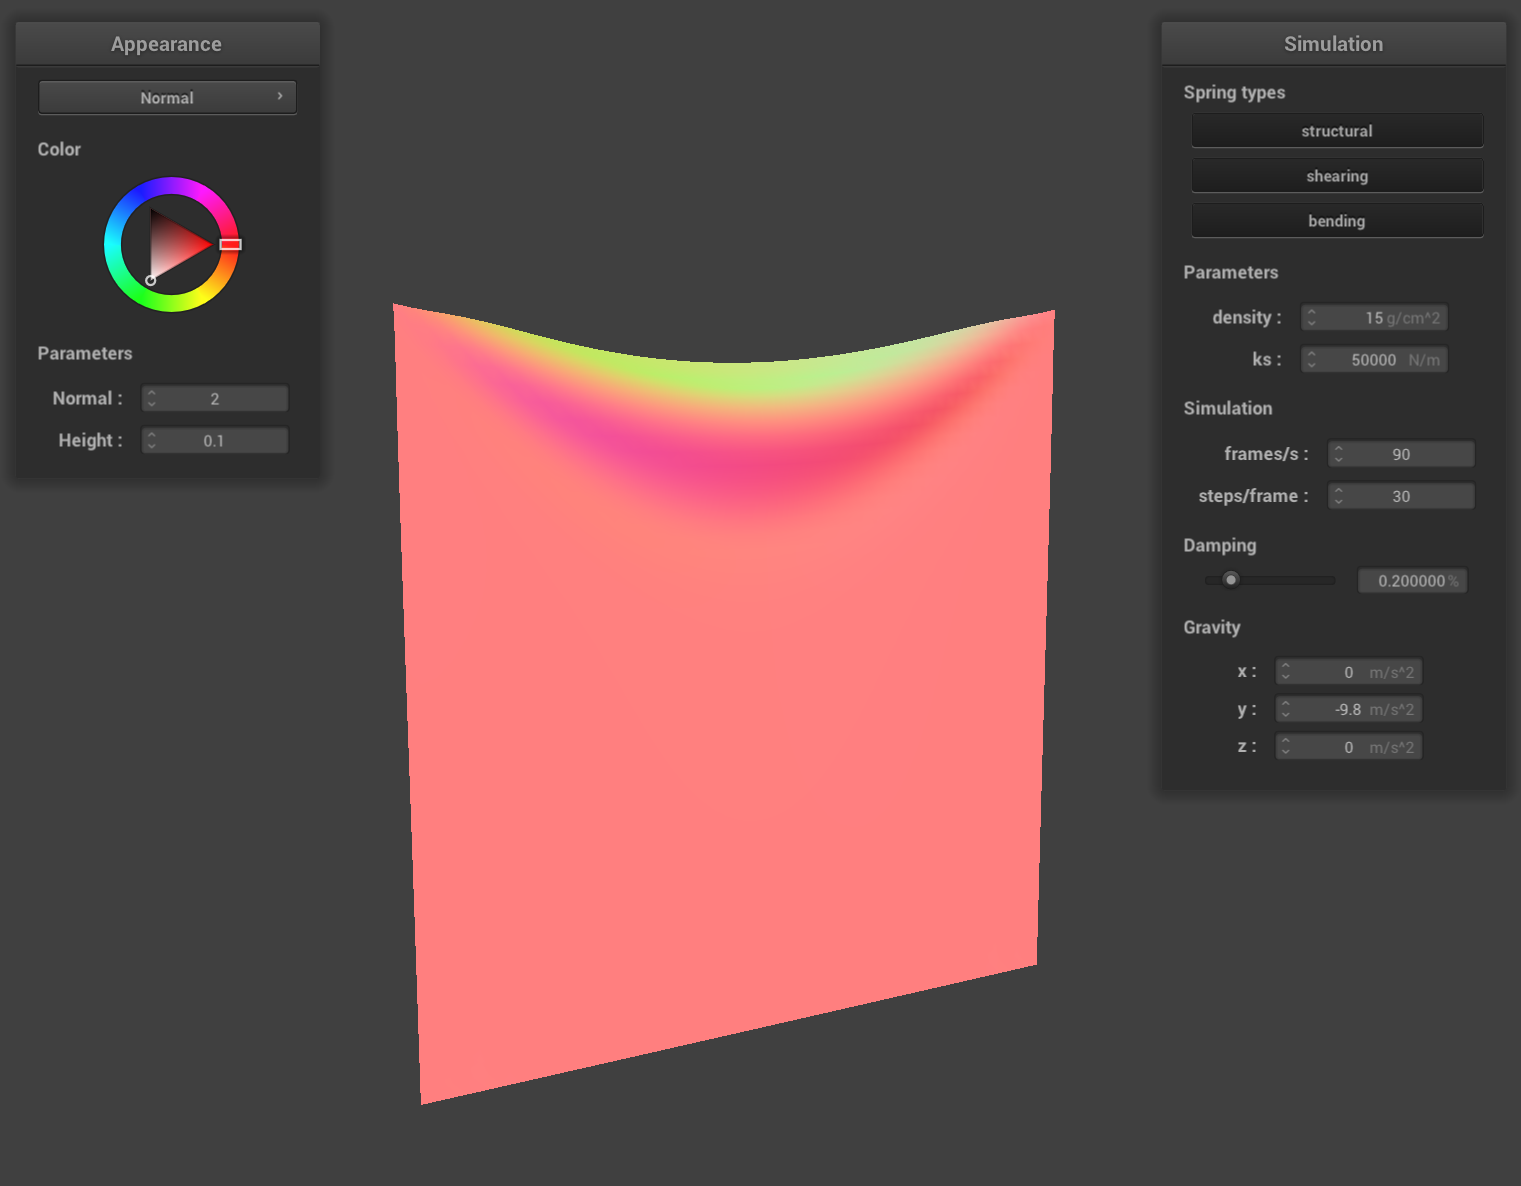 Appearance
Normal
Color
Parameters
Normal : 2
Height : 0.1
Simulation
Spring types
structural
shearing
bending
Parameters
density : 15 g/cm^2
ks : 50000 N/m
Simulation
frames/s : 90
steps/frame : 30
Damping
0.200000 %
Gravity
x : 0 m/s^2
y : -9.8 m/s^2
z : 0 m/s^2